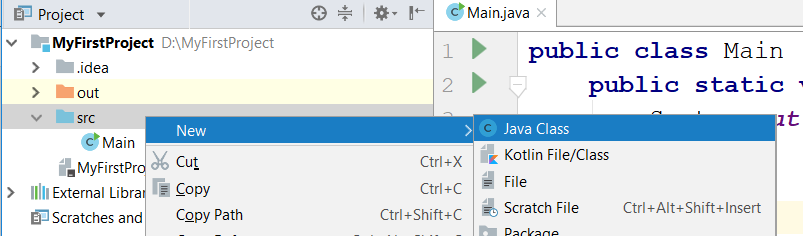 Project
Main.java
MyFirstProject D:\MyFirstProject
.idea
out
src
Main
MyFirstPro
External Librar
Scratches and
1 public class Main
2 public static
New
Cut Ctrl+X
Copy Ctrl+C
Copy Path Ctrl+Shift+C
Java Class
Kotlin File/Class
File
Scratch File Ctrl+Alt+Shift+Insert
Package